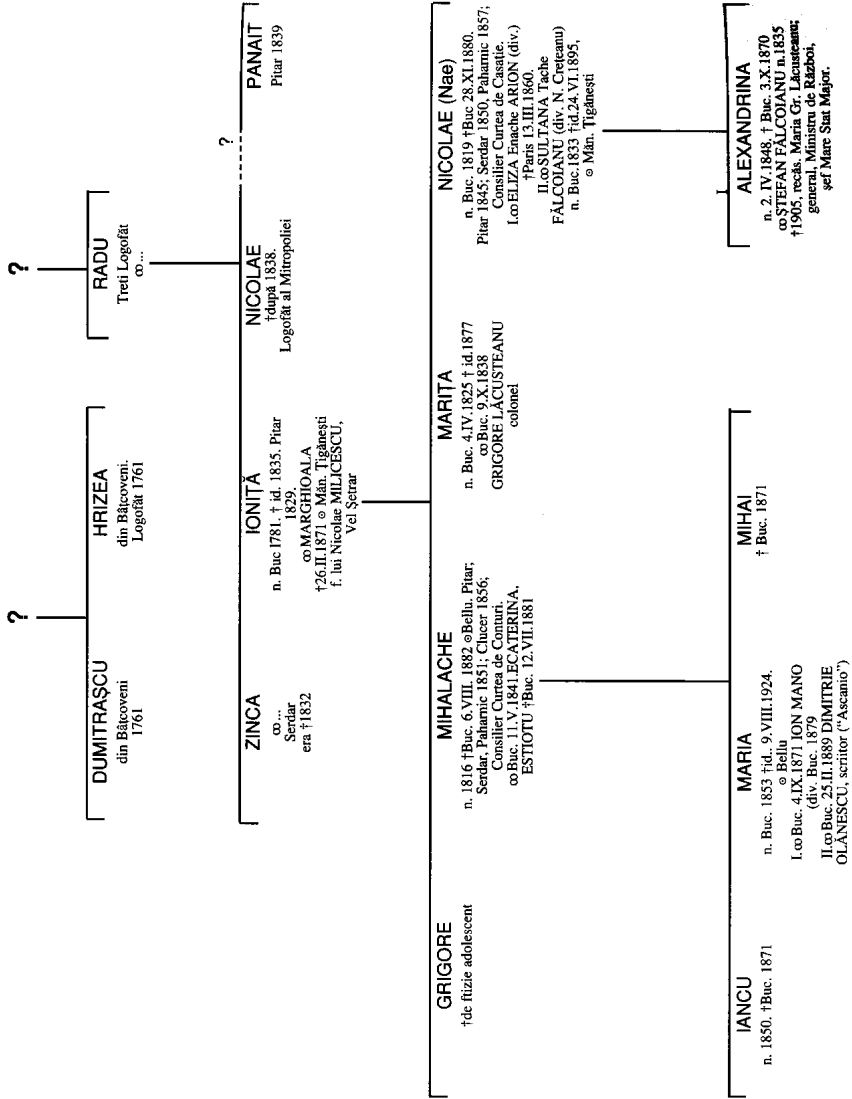 ?
?
DUMITRAȘCU
din Bâțcoveni
1761
HRIZEA
din Bâțcoveni.
Logofăt 1761
RADU
Treti Logofăt
ꝏ ...
ZINCA
ꝏ ...
Serdar
era †1832
IONIȚĂ
n. Buc 1781. † id. 1835. Pitar
1829.
ꝏ MARGHIOALA
†26.II.1871 ⊙ Mân. Țigănești
f. lui Nicolae MILICESCU,
Vel Șetrar
NICOLAE
†după 1838.
Logofăt al Mitropoliei
?
PANAIT
Pitar 1839
GRIGORE
†de ftizie adolescent
MIHALACHE
n. 1816 †Buc. 6.VIII. 1882 ⊙Bellu. Pitar;
Serdar, Paharnic 1851; Clucer 1856;
Consilier Curtea de Conturi.
ꝏ Buc. 11.V.1841.ECATERINA,
ESTIOTU †Buc. 12.VII.1881
MARIȚA
n. Buc. 4.IV.1825 † id.1877
ꝏ Buc. 9.X.1838
GRIGORE LĂCUSTEANU
colonel
NICOLAE (Nae)
n. Buc. 1819 †Buc 28.XI.1880.
Pitar 1845; Serdar 1850, Paharnic 1857;
Consilier Curtea de Casație.
I.ꝏ ELIZA Enache ARION (div.)
†Paris 13.III.1860.
II.ꝏ SULTANA Tache
FĂLCOIANU (div. N. Crețeanu)
n. Buc.1833 †id.24.VI.1895,
⊙ Mân. Țigănești
IANCU
n. 1850. †Buc. 1871
MARIA
n. Buc. 1853 †id.. 9.VIII.1924.
⊙ Bellu
I.ꝏ Buc. 4.IX.1871 ION MANO
(div. Buc. 1879
II.ꝏ Buc. 25.II.1889 DIMITRIE
OLĂNESCU, scriitor ("Ascanio")
MIHAI
† Buc. 1871
ALEXANDRINA
n. 2. IV.1848. † Buc. 3.X.1870
ꝏ ȘTEFAN FĂLCOIANU n.1835
†1905, recăs. Maria Gr. Lăcusteanu;
general, Ministru de Război,
șef Mare Stat Major.